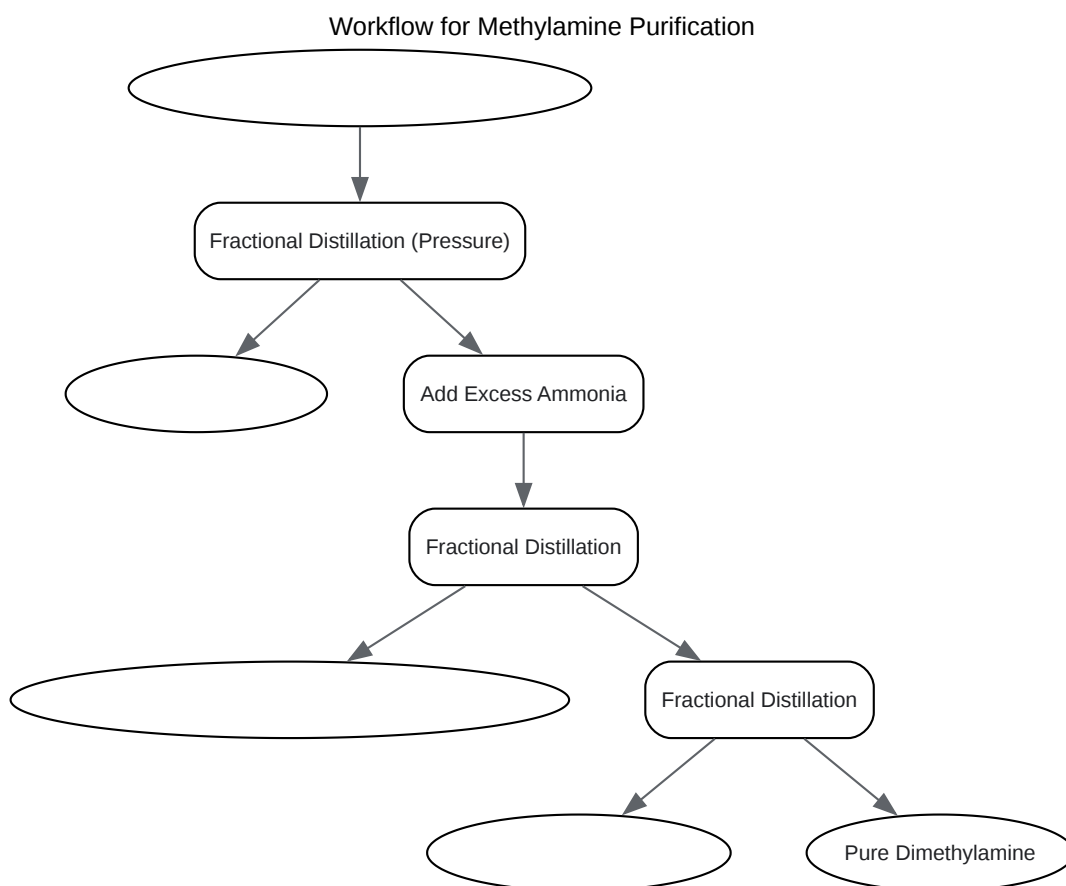 Workflow for Methylamine Purification
Fractional Distillation (Pressure)
Add Excess Ammonia
Fractional Distillation
Fractional Distillation
Pure Dimethylamine